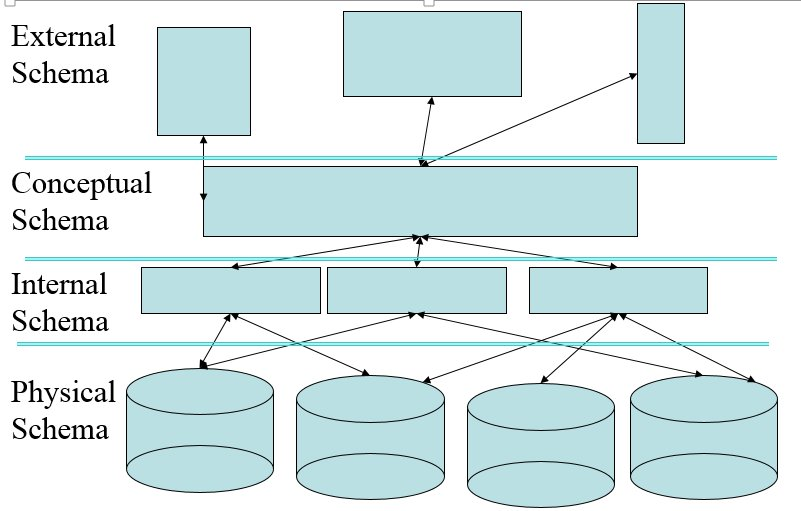 External
Schema
Conceptual
Schema
Internal
Schema
Physical
Schema